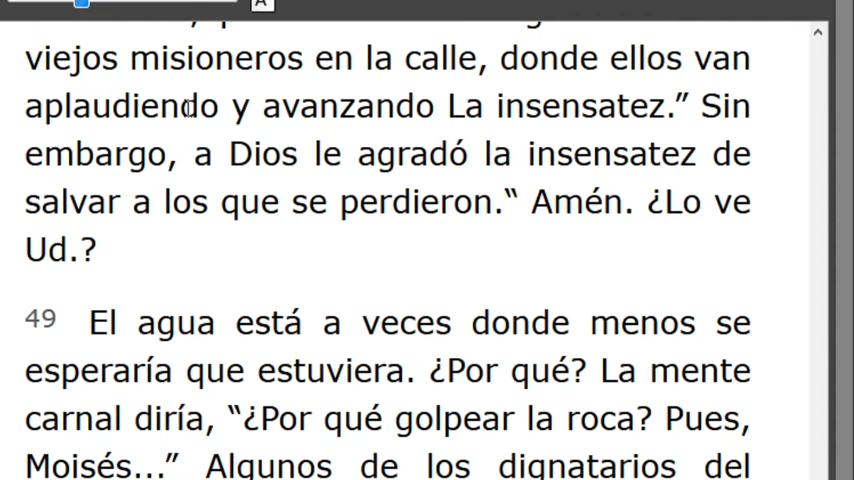 A
viejos misioneros en la calle, donde ellos van
aplaudiendo y avanzando La insensatez.” Sin
embargo, a Dios le agradó la insensatez de
salvar a los que se perdieron.“ Amén. ¿Lo ve
Ud.?
49 El agua está a veces donde menos se
esperaría que estuviera. ¿Por qué? La mente
carnal diría, “¿Por qué golpear la roca? Pues,
Moisés...” Algunos de los dignatarios del